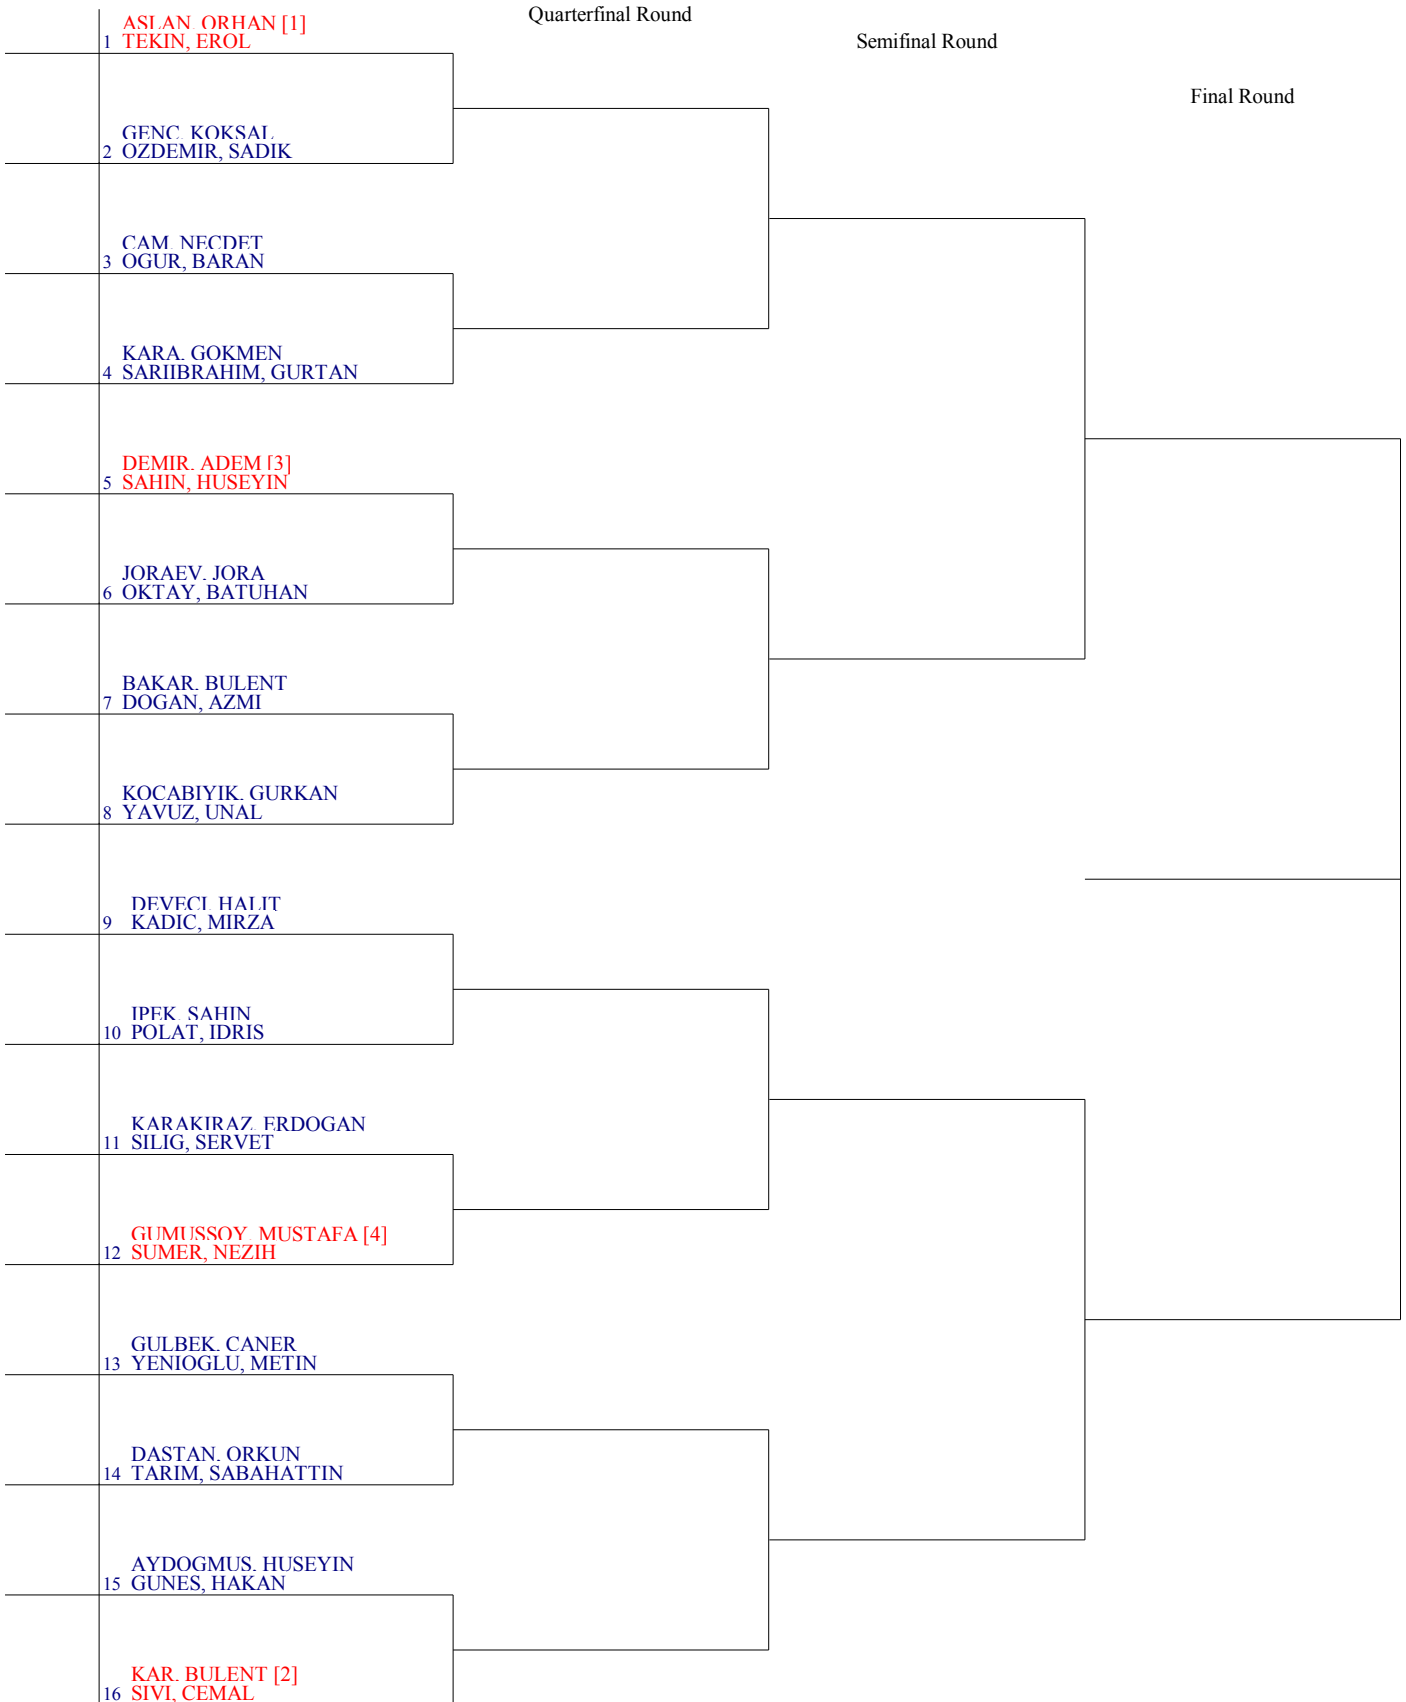 Quarterfinal Round
Semifinal Round
Final Round
ASLAN, ORHAN [1]
1 TEKIN, EROL
GENC, KOKSAL
2 OZDEMIR, SADIK
CAM, NECDET
3 OGUR, BARAN
KARA, GOKMEN
4 SARIIBRAHIM, GURTAN
DEMIR, ADEM [3]
5 SAHIN, HUSEYIN
JORAEV, JORA
6 OKTAY, BATUHAN
BAKAR, BULENT
7 DOGAN, AZMI
KOCABIYIK, GURKAN
8 YAVUZ, UNAL
DEVECI, HALIT
9 KADIC, MIRZA
IPEK, SAHIN
10 POLAT, IDRIS
KARAKIRAZ, ERDOGAN
11 SILIG, SERVET
GUMUSSOY, MUSTAFA [4]
12 SUMER, NEZIH
GULBEK, CANER
13 YENIOGLU, METIN
DASTAN, ORKUN
14 TARIM, SABAHATTIN
AYDOGMUS, HUSEYIN
15 GUNES, HAKAN
KAR, BULENT [2]
16 SIVI, CEMAL